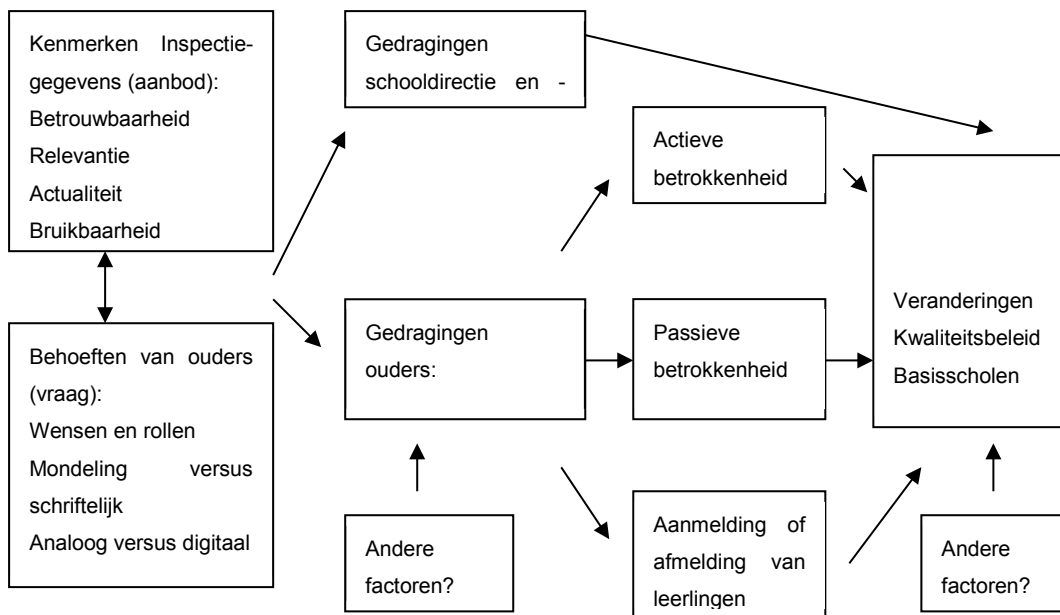 Kenmerken Inspectie-
gegevens (aanbod):
Betrouwbaarheid
Relevantie
Actualiteit
Bruikbaarheid
Behoeften van ouders
(vraag):
Wensen en rollen
Mondeling versus
schriftelijk
Analoog versus digitaal
Gedragingen
schooldirectie en -
Gedragingen
ouders:
Andere
factoren?
Actieve
betrokkenheid
Passieve
betrokkenheid
Aanmelding of
afmelding van
leerlingen
Veranderingen
Kwaliteitsbeleid
Basisscholen
Andere
factoren?